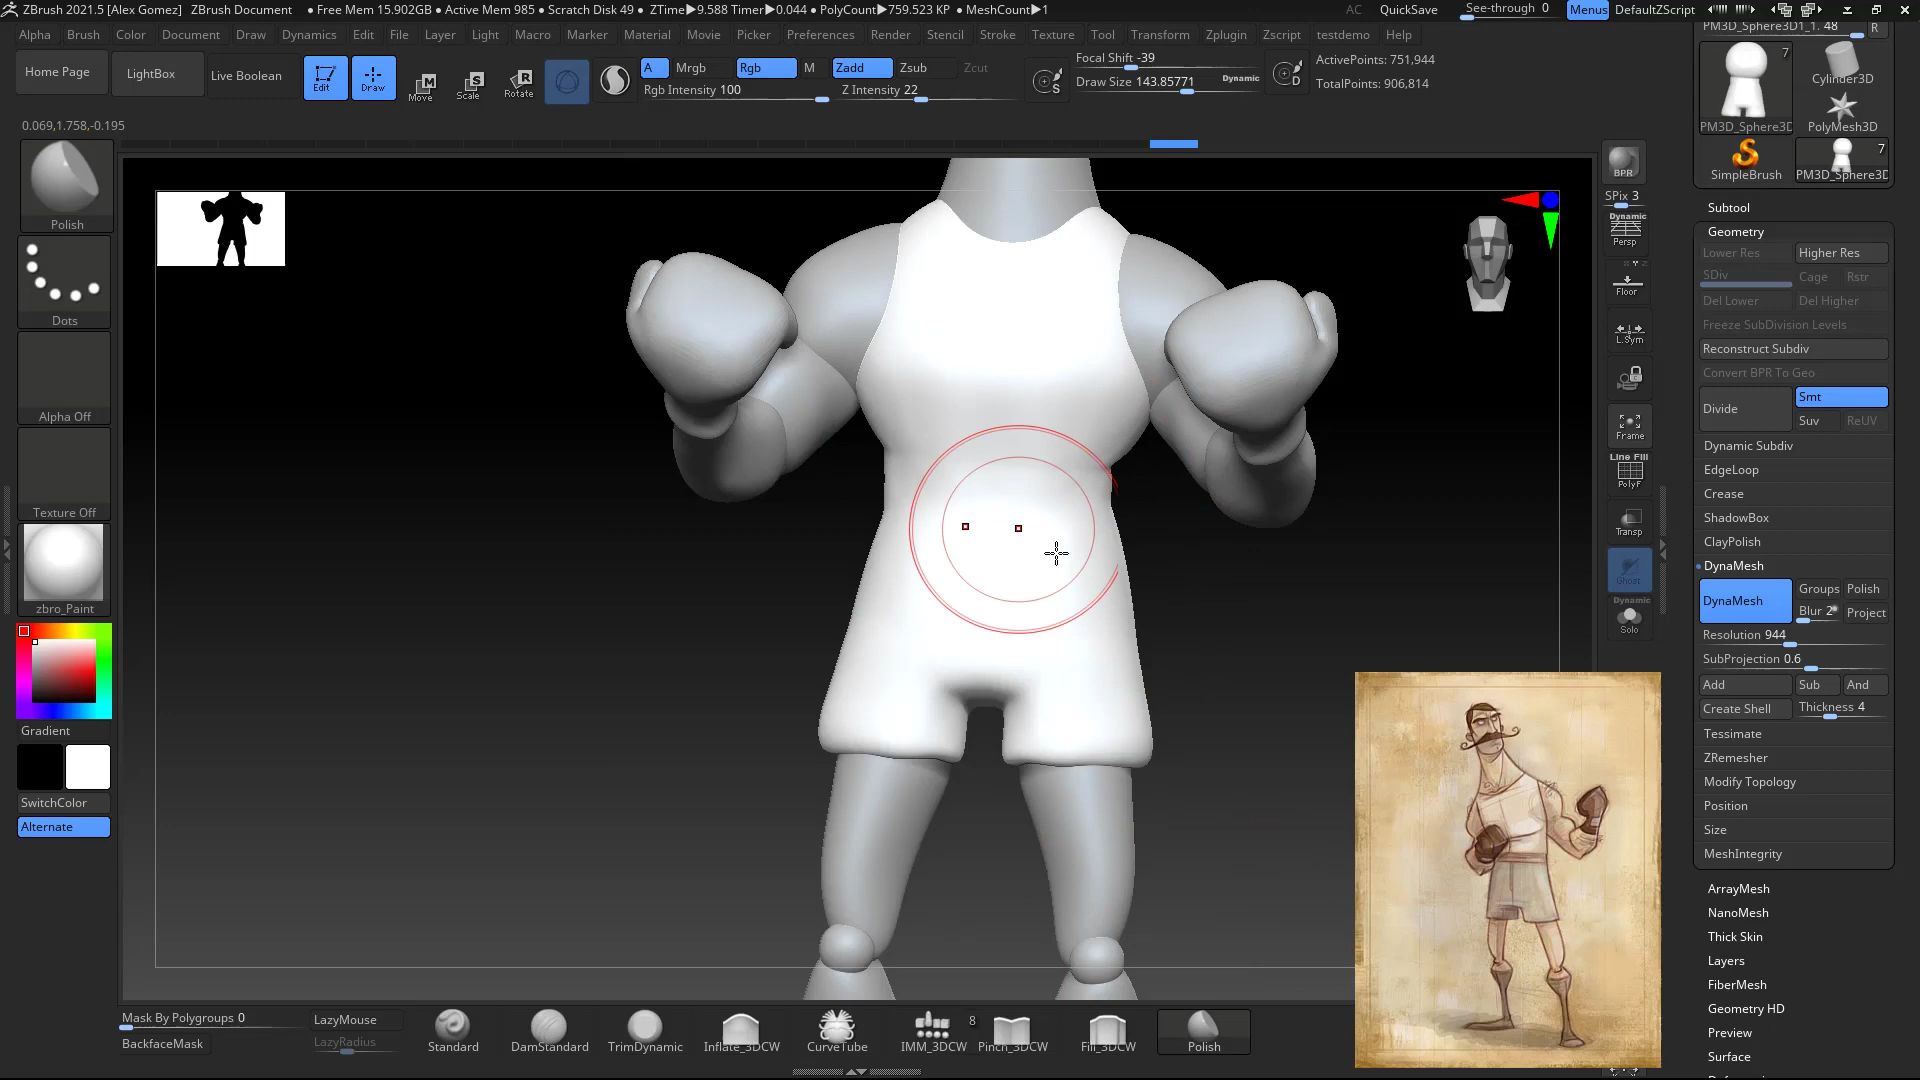 ZBrush 2021.5 [Alex Gomez] ZBrush Document • Free Mem 15.902GB • Active Mem 985 • Scratch Disk 49 • ZTime▶9.588 Timer▶0.044 • PolyCount▶759.523 KP • MeshCount▶1 AC QuickSave See-through 0 Menus DefaultZScript
Alpha Brush Color Document Draw Dynamics Edit File Layer Light Macro Marker Material Movie Picker Preferences Render Stencil Stroke Texture Tool Transform Zplugin Zscript testdemo Help
Home Page LightBox Live Boolean Edit Draw Move Scale Rotate
A Mrgb Rgb M Zadd Zsub Zcut
Rgb Intensity 100 Z Intensity 22
Focal Shift -39
Draw Size 143.85771 Dynamic
S
D
ActivePoints: 751,944
TotalPoints: 906,814
0.069,1.758,-0.195
Polish
Dots
Alpha Off
Texture Off
zbro_Paint
Gradient
SwitchColor
Alternate
BPR
SPix 3
Dynamic
Persp
Floor
L.Sym
Frame
Line Fill
PolyF
Transp
Ghost
Dynamic
Solo
PM3D_Sphere3D1_1. 48 R
7
Cylinder3D
PM3D_Sphere3D PolyMesh3D
7
SimpleBrush PM3D_Sphere3D
Subtool
Geometry
Lower Res Higher Res
SDiv Cage Rstr
Del Lower Del Higher
Freeze SubDivision Levels
Reconstruct Subdiv
Convert BPR To Geo
Divide Smt
Suv ReUV
Dynamic Subdiv
EdgeLoop
Crease
ShadowBox
ClayPolish
DynaMesh
DynaMesh Groups Polish
Blur 2 Project
Resolution 944
SubProjection 0.6
Add Sub And
Create Shell Thickness 4
Tessimate
ZRemesher
Modify Topology
Position
Size
MeshIntegrity
ArrayMesh
NanoMesh
Thick Skin
Layers
FiberMesh
Geometry HD
Preview
Surface
Mask By Polygroups 0
BackfaceMask
LazyMouse
LazyRadius
Standard DamStandard TrimDynamic Inflate_3DCW CurveTube IMM_3DCW 8 Pinch_3DCW Fill_3DCW Polish